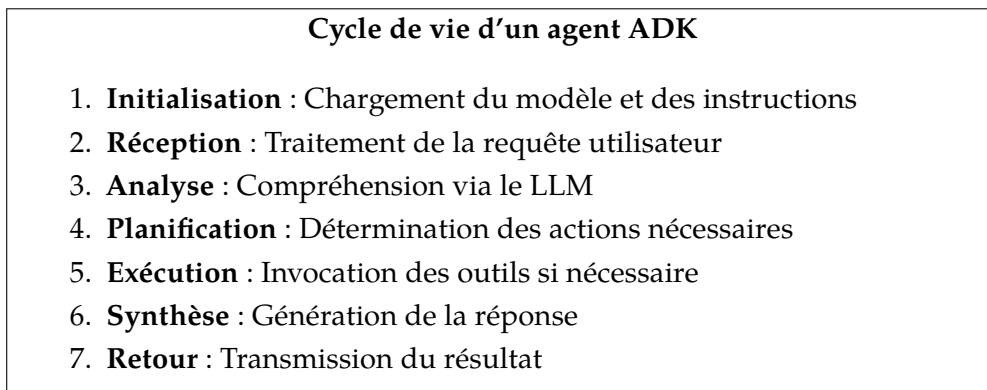 Cycle de vie d'un agent ADK
1. Initialisation : Chargement du modèle et des instructions
2. Réception : Traitement de la requête utilisateur
3. Analyse : Compréhension via le LLM
4. Planification : Détermination des actions nécessaires
5. Exécution : Invocation des outils si nécessaire
6. Synthèse : Génération de la réponse
7. Retour : Transmission du résultat